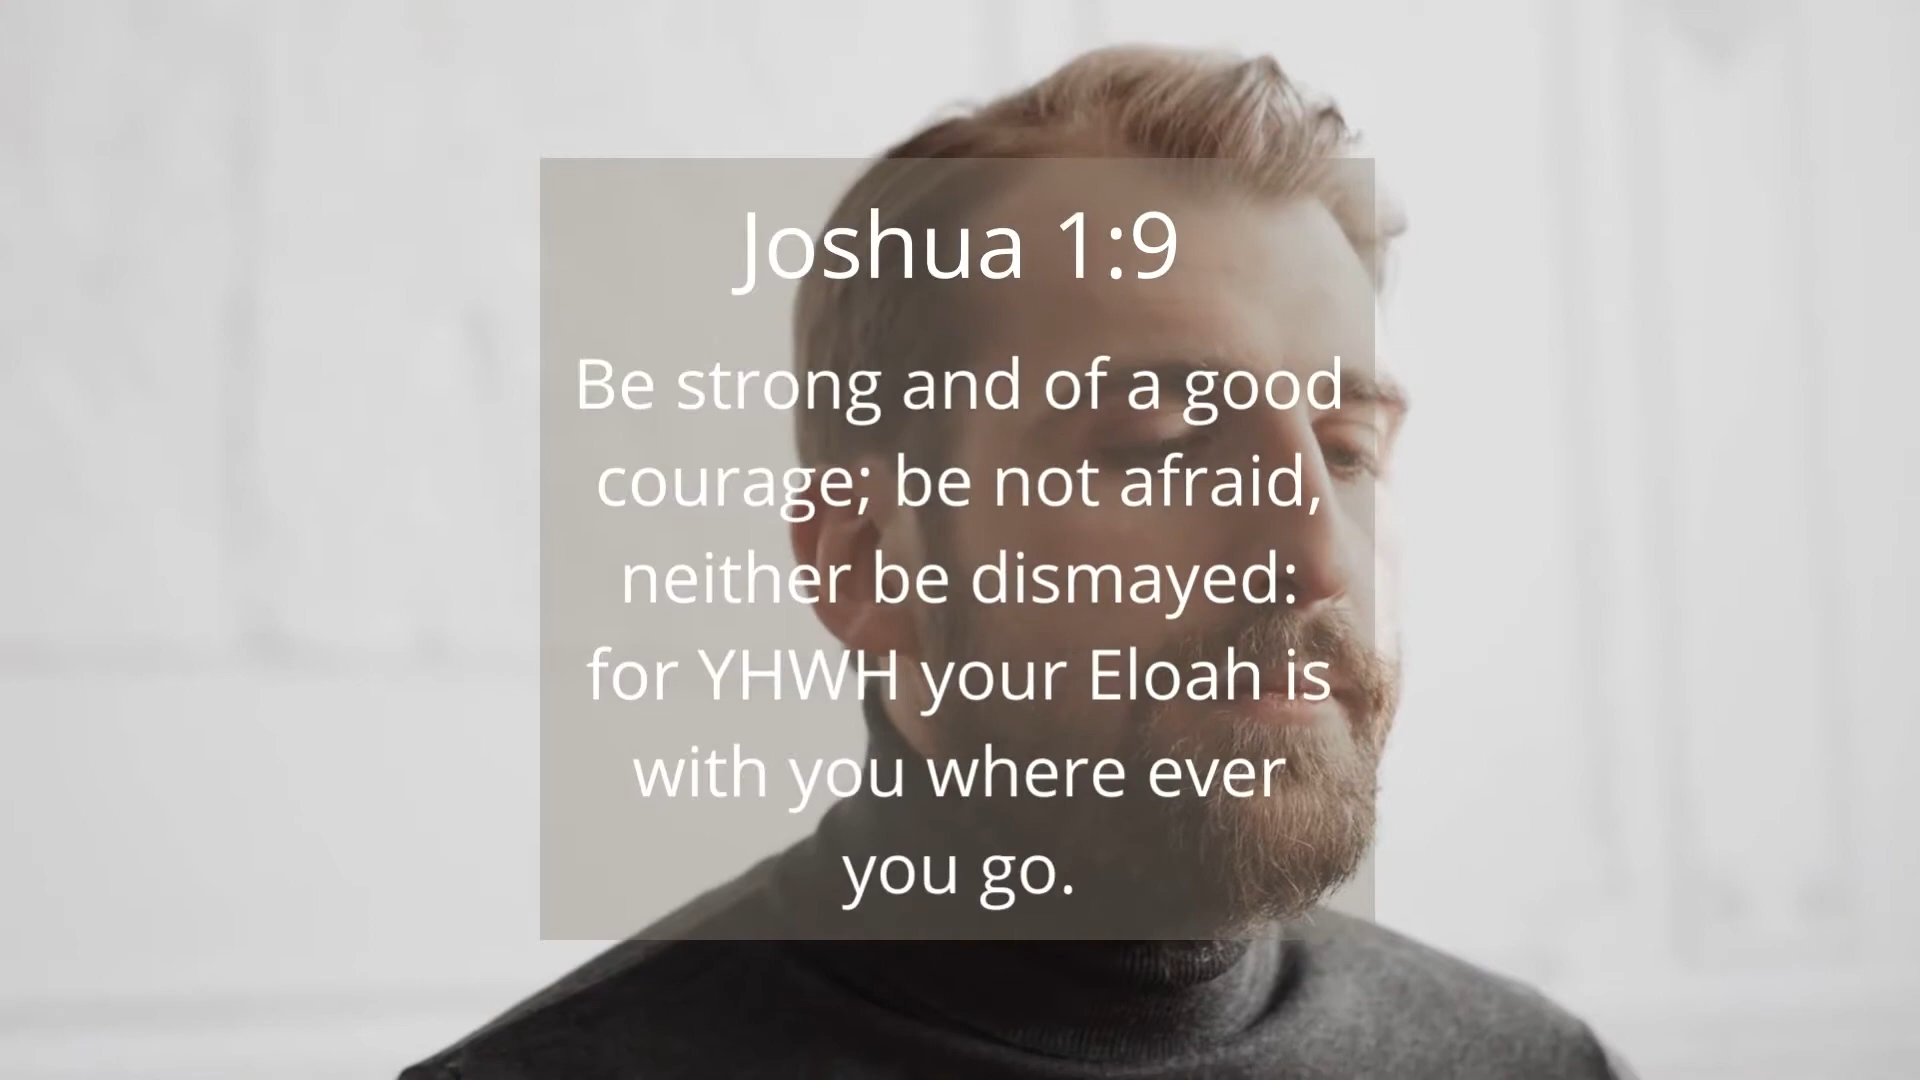 Joshua 1:9
Be strong and of a good
courage; be not afraid,
neither be dismayed:
for YHWH your Eloah is
with you where ever
you go.